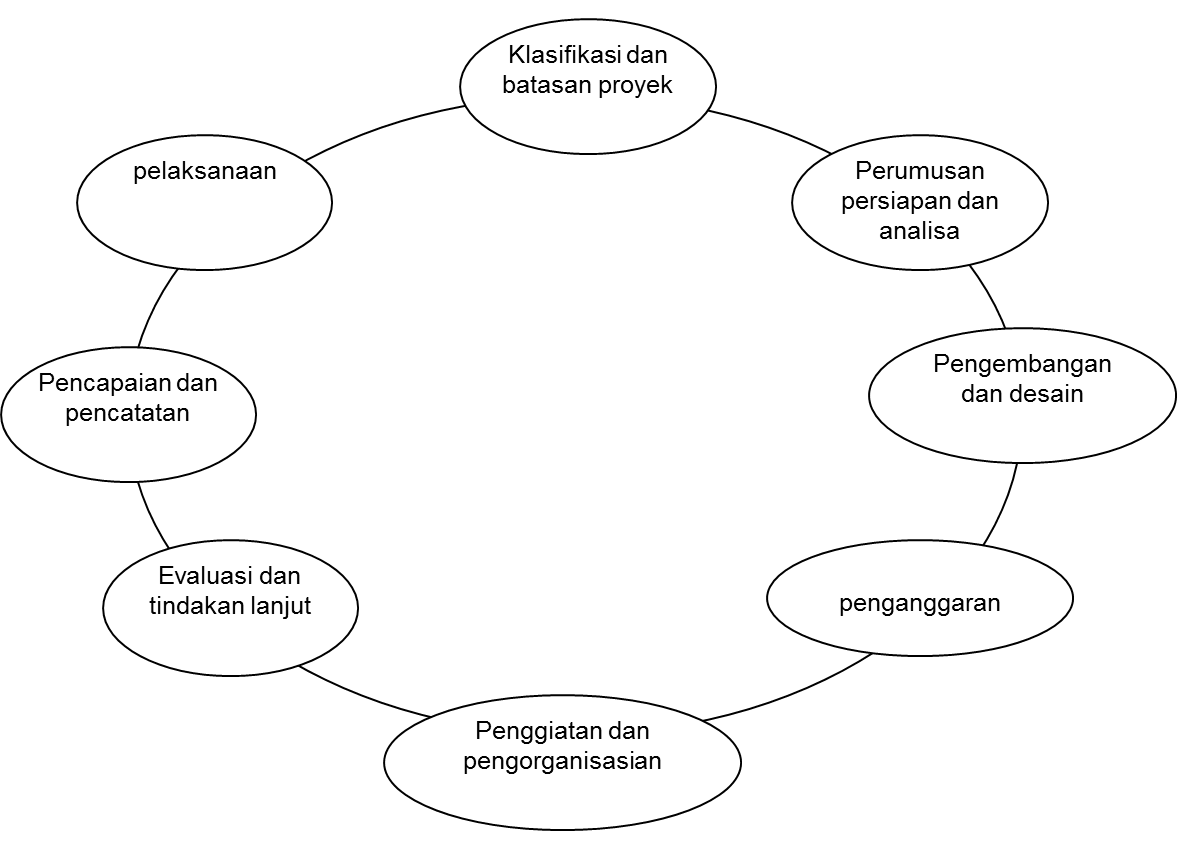 Klasifikasi dan
batasan proyek
pelaksanaan
Perumusan
persiapan dan
analisa
Pencapaian dan
pencatatan
Pengembangan
dan desain
Evaluasi dan
tindakan lanjut
penganggaran
Penggiatan dan
pengorganisasian